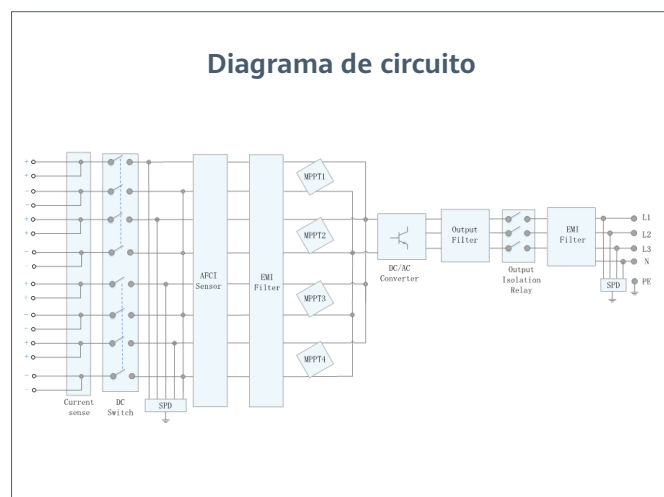 Diagrama de circuito
+
+
−
−
+
+
−
−
+
+
−
−
+
+
−
−
Current
sense
DC
Switch
SPD
AFCI
Sensor
EMI
Filter
MPPT1
MPPT2
MPPT3
MPPT4
DC/AC
Converter
Output
Filter
Output
Isolation
Relay
EMI
Filter
SPD
L1
L2
L3
N
PE